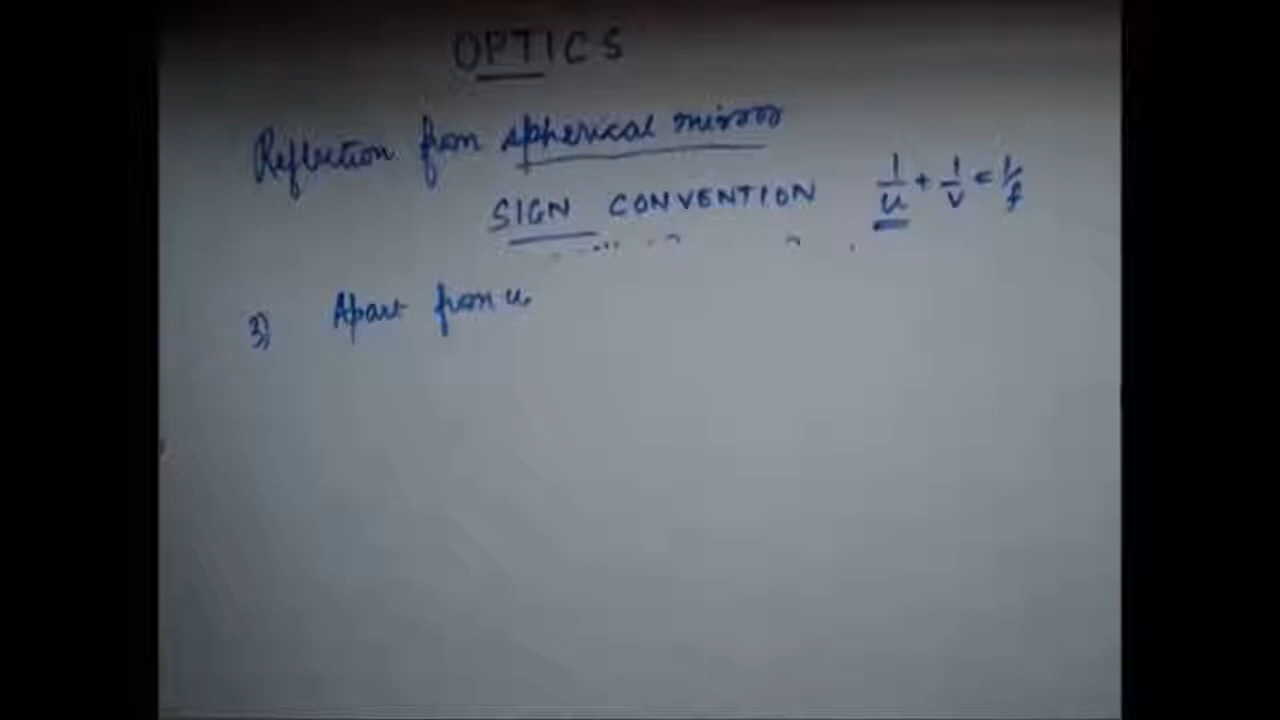 OPTICS
Reflection from spherical mirror
SIGN CONVENTION 1/u + 1/v = 1/f
3) Apart from u,